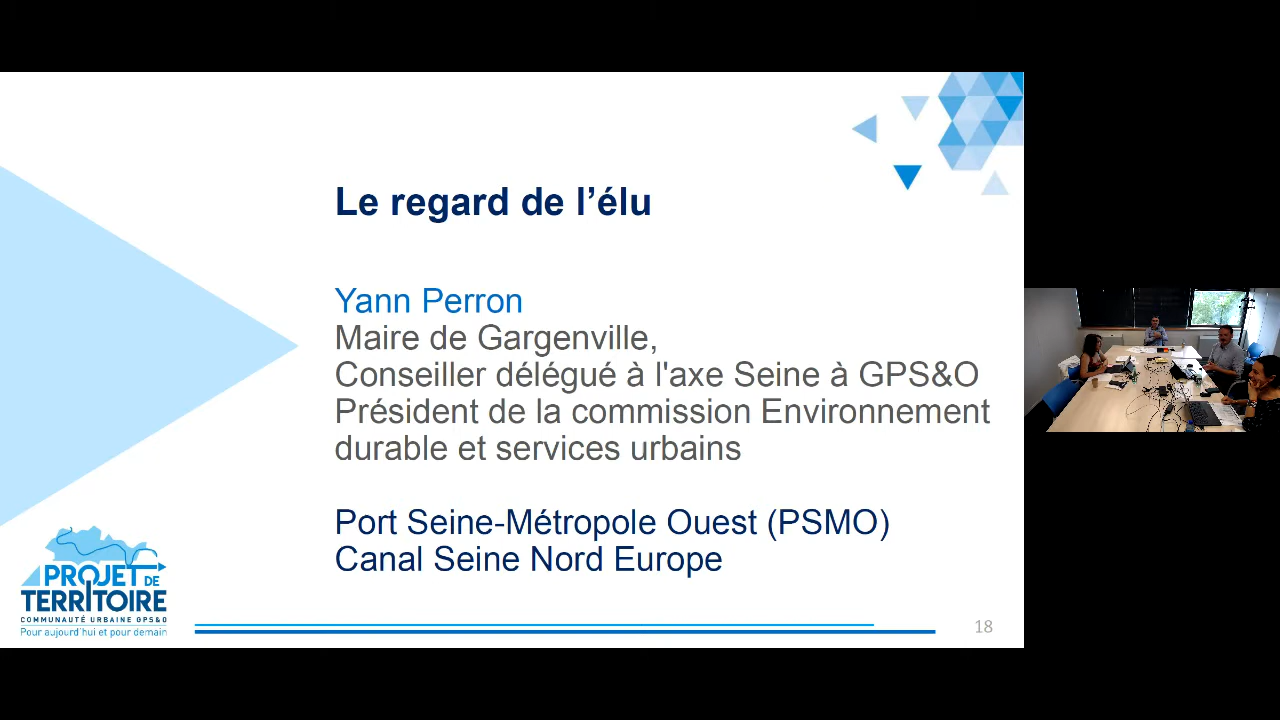 Le regard de l’élu
Yann Perron
Maire de Gargenville,
Conseiller délégué à l'axe Seine à GPS&O
Président de la commission Environnement
durable et services urbains
Port Seine-Métropole Ouest (PSMO)
Canal Seine Nord Europe
PROJET DE
TERRITOIRE
COMMUNAUTÉ URBAINE GPS&O
Pour aujourd'hui et pour demain
18